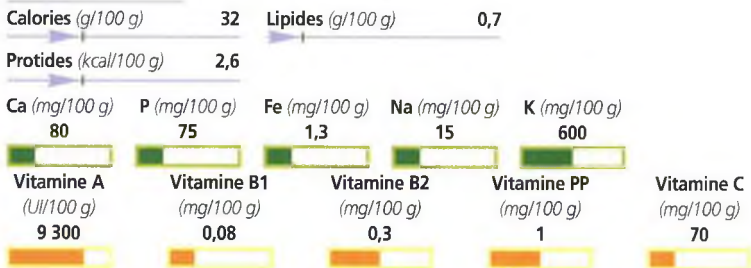 Calories (g/100 g) 32 Lipides (g/100 g) 0,7
Protides (kcal/100 g) 2,6
Ca (mg/100 g) P (mg/100 g) Fe (mg/100 g) Na (mg/100 g) K (mg/100 g)
80 75 1,3 15 600
Vitamine A Vitamine B1 Vitamine B2 Vitamine PP Vitamine C
(UI/100 g) (mg/100 g) (mg/100 g) (mg/100 g) (mg/100 g)
9 300 0,08 0,3 1 70